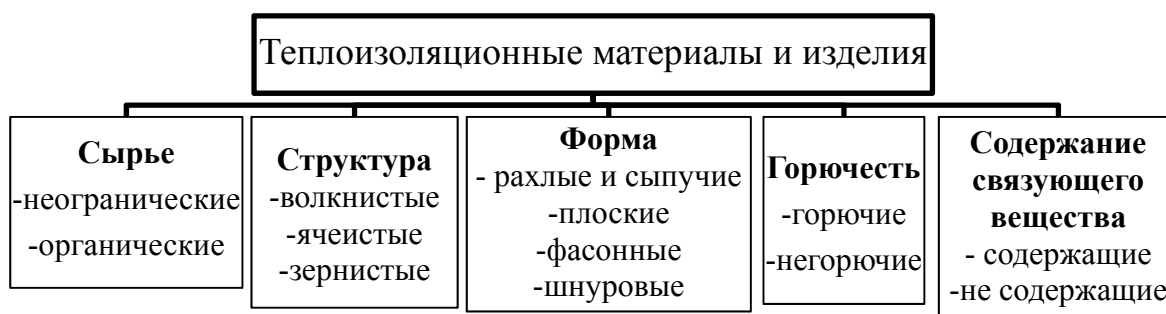 Теплоизоляционные материалы и изделия
Сырье
-неогранические
-органические
Структура
-волкнистые
-ячеистые
-зернистые
Форма
- рахлые и сыпучие
-плоские
-фасонные
-шнуровые
Горючесть
-горючие
-негорючие
Содержание
связующего
вещества
- содержащие
-не содержащие